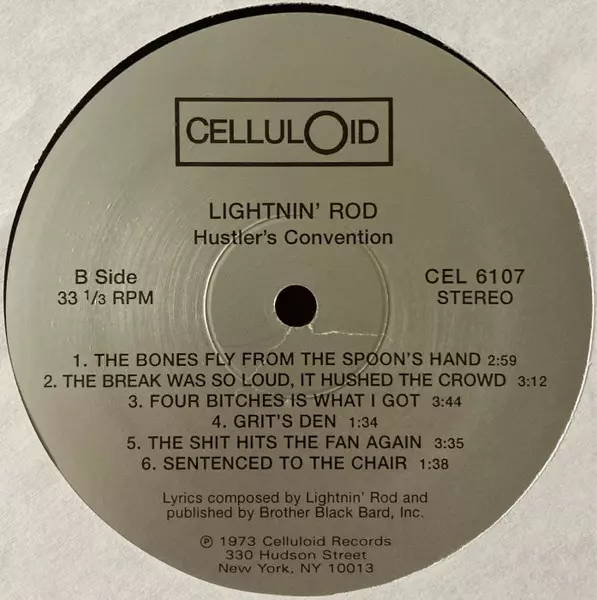 CELLULOID
LIGHTNIN' ROD
Hustler's Convention
B Side
33 1/3 RPM
CEL 6107
STEREO
1. THE BONES FLY FROM THE SPOON'S HAND 2:59
2. THE BREAK WAS SO LOUD, IT HUSHED THE CROWD 3:12
3. FOUR BITCHES IS WHAT I GOT 3:44
4. GRIT'S DEN 1:34
5. THE SHIT HITS THE FAN AGAIN 3:35
6. SENTENCED TO THE CHAIR 1:38
Lyrics composed by Lightnin' Rod and
published by Brother Black Bard, Inc.
℗ 1973 Celluloid Records
330 Hudson Street
New York, NY 10013